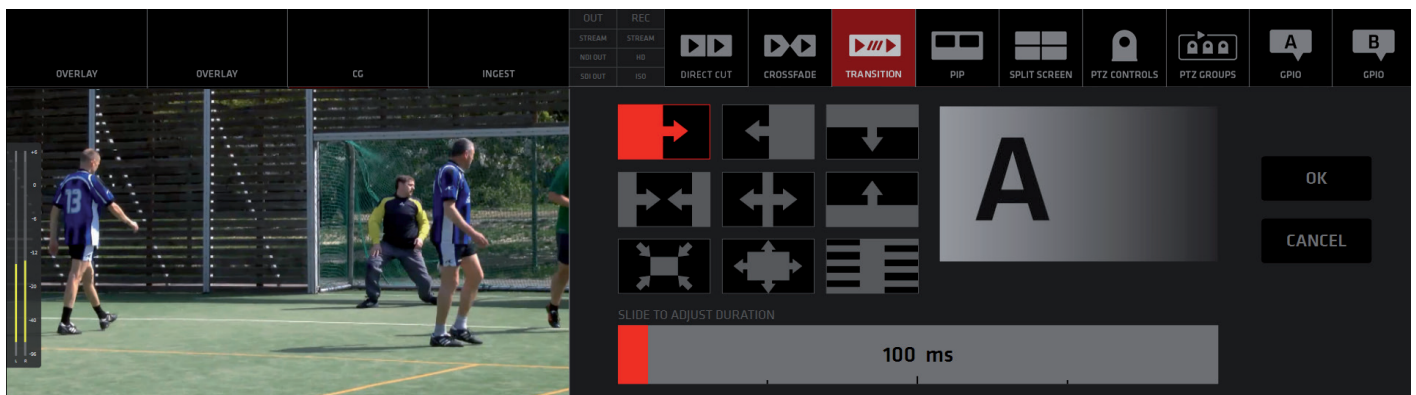 OVERLAY
OVERLAY
CG
INGEST
OUT REC
STREAM STREAM
NDI OUT HD
SDI OUT ISO
DIRECT CUT
CROSSFADE
TRANSITION
PIP
SPLIT SCREEN
PTZ CONTROLS
PTZ GROUPS
A
GPIO
B
GPIO
13
A
OK
CANCEL
SLIDE TO ADJUST DURATION
100 ms
L R